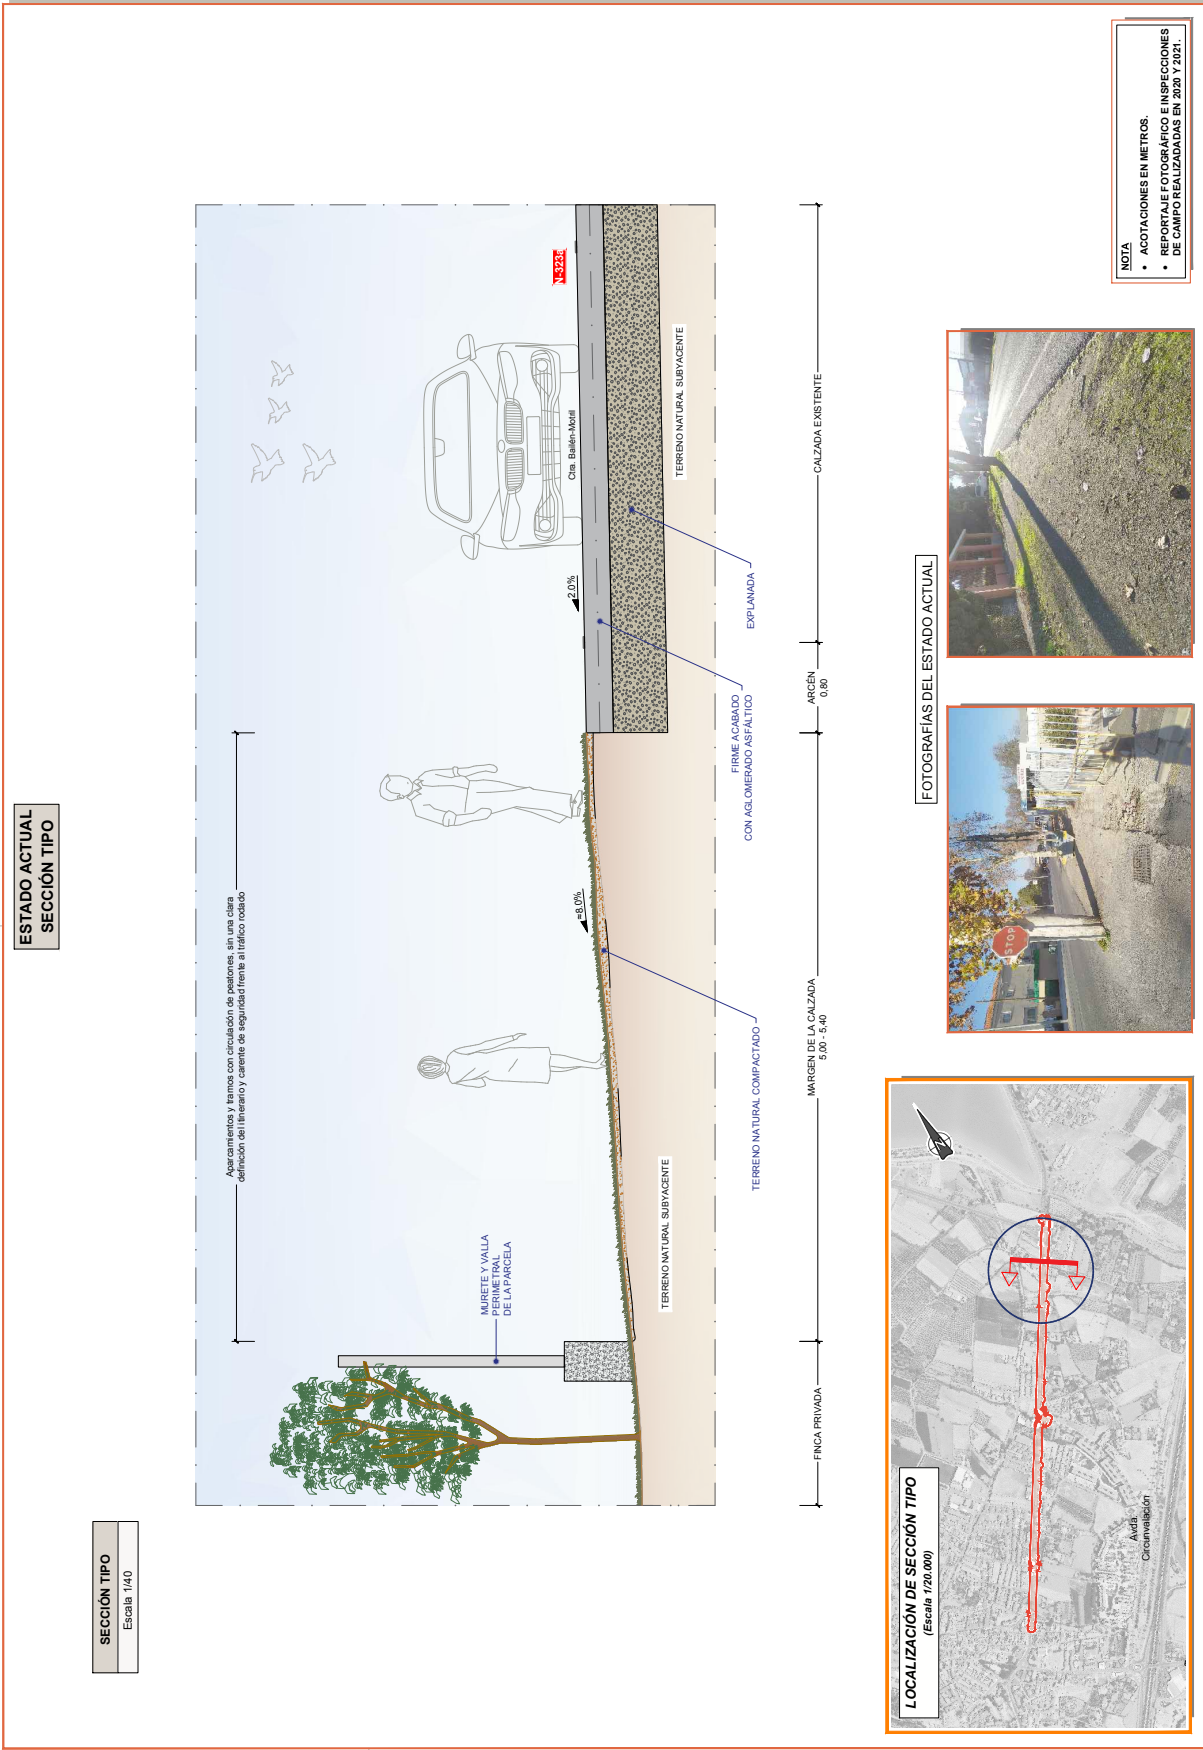 ESTADO ACTUAL
SECCIÓN TIPO
SECCIÓN TIPO
Escala 1/40
Aparcamientos y tramos con circulación de peatones, sin una clara
definición del itinerario y carente de seguridad frente al tráfico rodado
MURETE Y VALLA
PERIMETRAL
DE LA PARCELA
≈8.0%
2.0%
Ctra. Bailén-Motril
N-323a
TERRENO NATURAL SUBYACENTE
TERRENO NATURAL SUBYACENTE
TERRENO NATURAL COMPACTADO
FIRME ACABADO
CON AGLOMERADO ASFÁLTICO
EXPLANADA
FINCA PRIVADA
MARGEN DE LA CALZADA
5,00 - 5,40
ARCÉN
0,80
CALZADA EXISTENTE
LOCALIZACIÓN DE SECCIÓN TIPO
(Escala 1/20.000)
Avda.
Circunvalación
N
FOTOGRAFÍAS DEL ESTADO ACTUAL
STOP
NOTA
• ACOTACIONES EN METROS.
• REPORTAJE FOTOGRÁFICO E INSPECCIONES
DE CAMPO REALIZADADAS EN 2020 Y 2021.